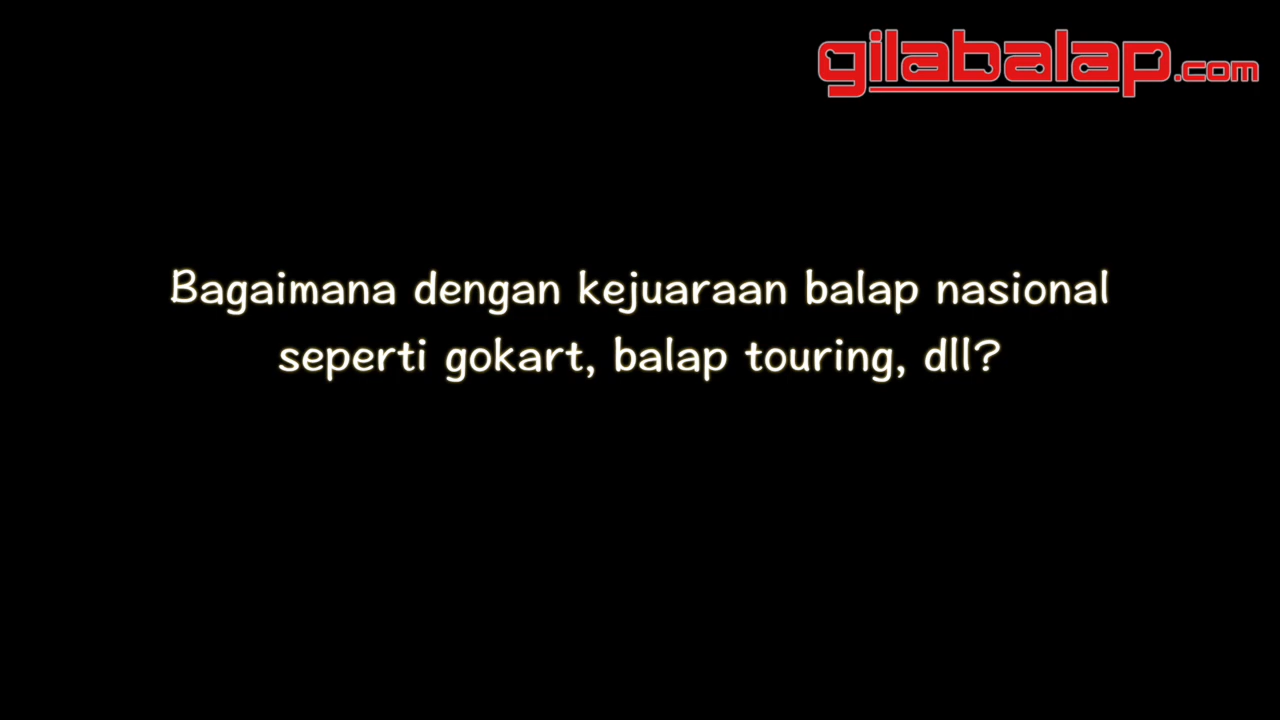 gilabalap.com
Bagaimana dengan kejuaraan balap nasional
seperti gokart, balap touring, dll?